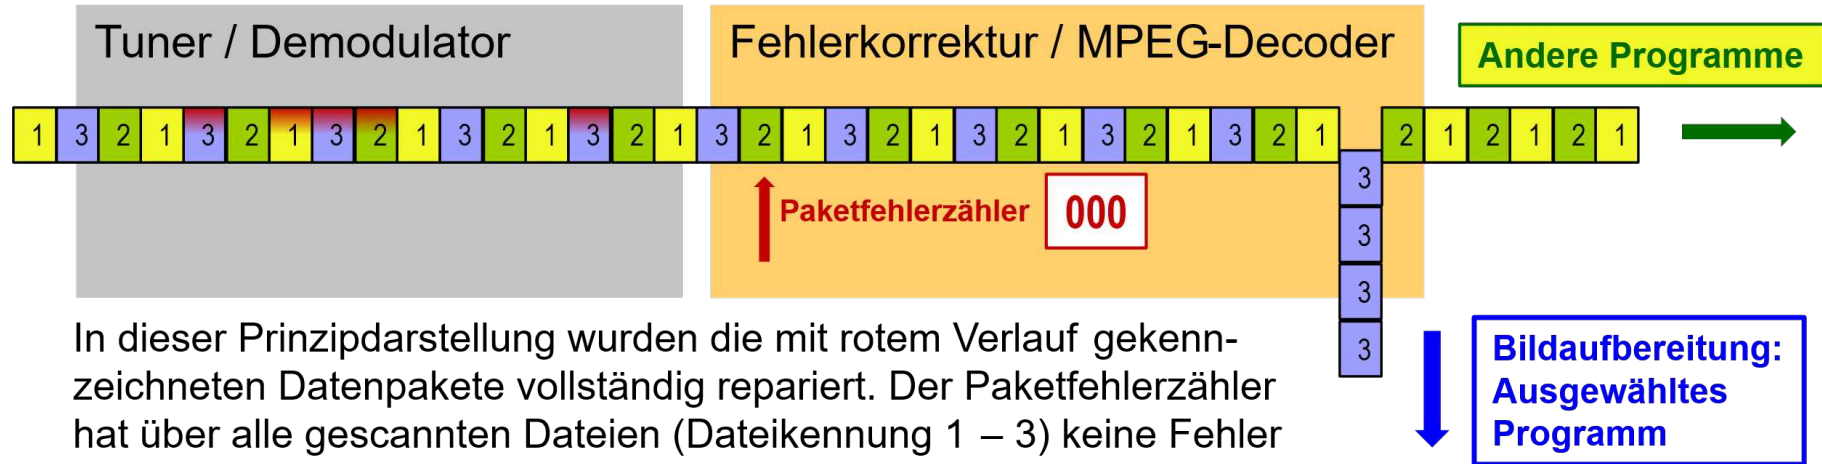 Tuner / Demodulator
Fehlerkorrektur / MPEG-Decoder
Andere Programme
1 3 2 1 3 2 1 3 2 1 3 2 1 3 2 1 3 2 1 3 2 1 3 2 1 3 2 1 3 2 1 2 1 2 1 2 1
3
3
3
3
Paketfehlerzähler 000
In dieser Prinzipdarstellung wurden die mit rotem Verlauf gekenn-
zeichneten Datenpakete vollständig repariert. Der Paketfehlerzähler
hat über alle gescannten Dateien (Dateikennung 1 – 3) keine Fehler
Bildaufbereitung:
Ausgewähltes
Programm